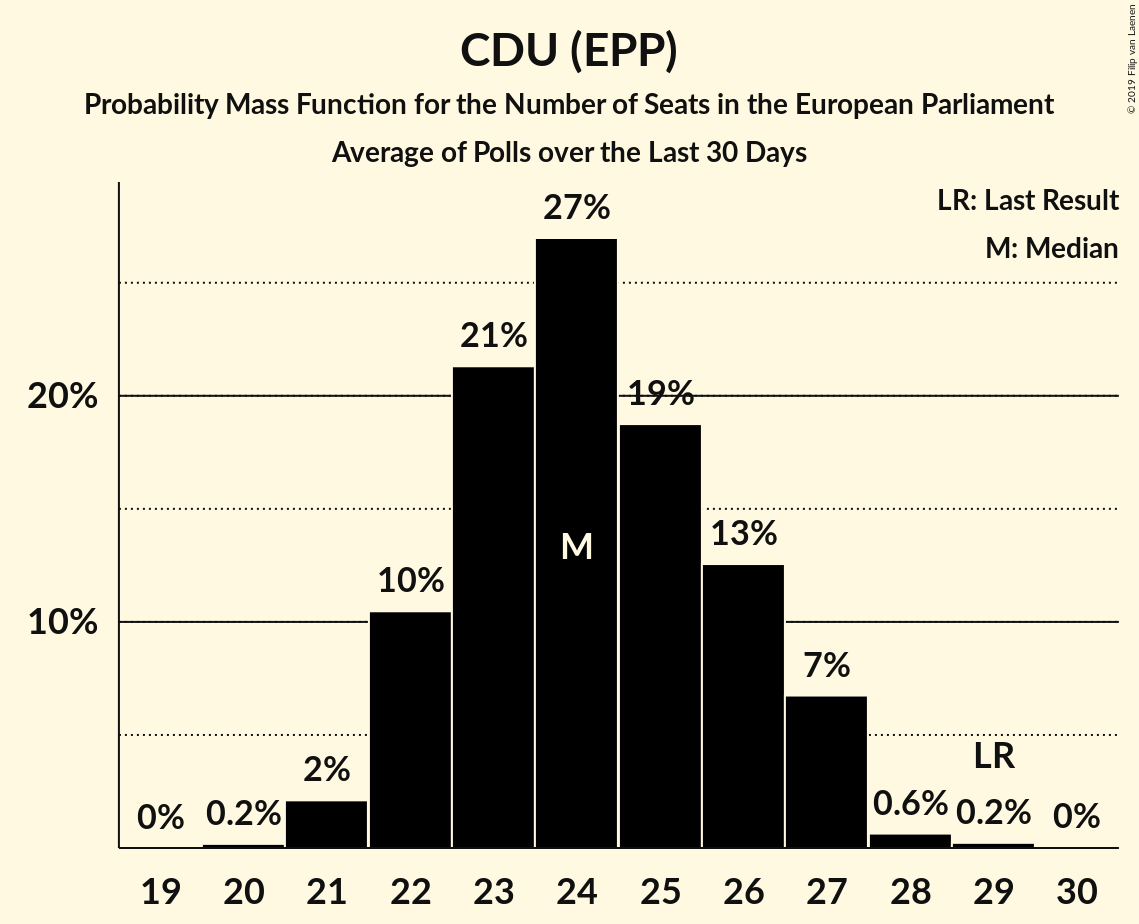 CDU (EPP)
Probability Mass Function for the Number of Seats in the European Parliament
Average of Polls over the Last 30 Days
© 2019 Filip van Laenen
LR: Last Result
M: Median
20%
10%
0%
0.2%
2%
10%
21%
27%
M
19%
13%
7%
0.6%
LR
0.2%
0%
19 20 21 22 23 24 25 26 27 28 29 30